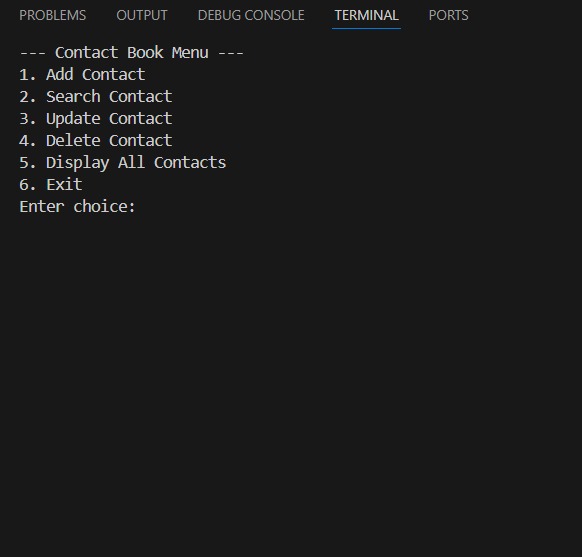 PROBLEMS OUTPUT DEBUG CONSOLE TERMINAL PORTS
--- Contact Book Menu ---
1. Add Contact
2. Search Contact
3. Update Contact
4. Delete Contact
5. Display All Contacts
6. Exit
Enter choice: